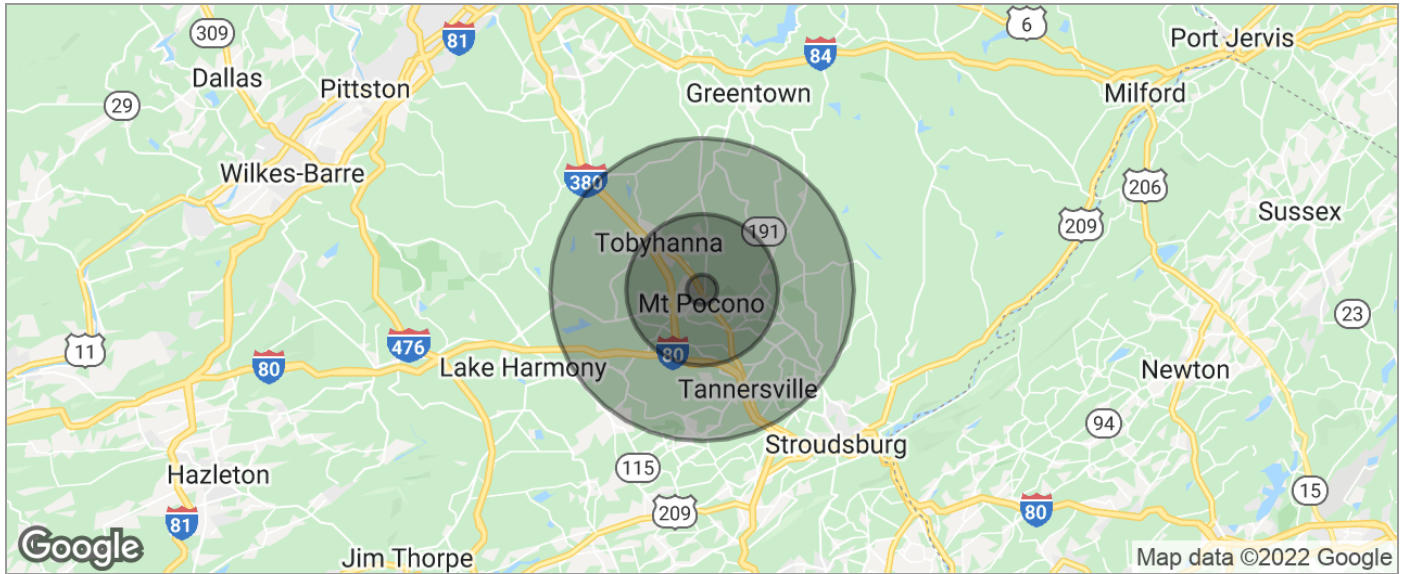 309
81
6
Port Jervis
Dallas
84
Pittston
Greentown
Milford
29
Wilkes-Barre
380
206
Sussex
209
191
Tobyhanna
Mt Pocono
23
11
476
80
80
Lake Harmony
Newton
Tannersville
94
Stroudsburg
115
Hazleton
15
209
80
81
Google
Jim Thorpe
Map data ©2022 Google